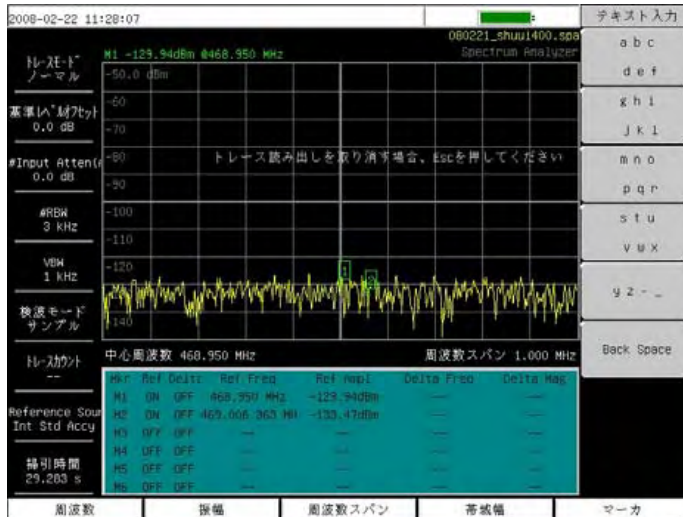 2008-02-22 11:28:07
テキスト入力
080221_shuui400.spa
M1 -129.94dBm @468.950 MHz
Spectrum Analyzer
トレースモード
ノーマル
基準レベルオフセット
0.0 dB
#Input Atten(
0.0 dB
#RBW
3 kHz
VBW
1 kHz
検波モード
サンプル
トレースカウント
--
Reference Sour
Int Std Accy
掃引時間
29.283 s
-50.0 dBm
-60
-70
-80
-90
-100
-110
-120
-140
トレース読み出しを取り消す場合、Escを押してください
1
2
中心周波数 468.950 MHz
周波数スパン 1.000 MHz
Mkr Ref Delta Ref Freq Ref Ampl Delta Freq Delta Mag
M1 ON OFF 468.950 MHz -129.94dBm -- --
M2 ON OFF 469.006 363 MH -133.47dBm -- --
M3 OFF OFF -- -- -- --
M4 OFF OFF -- -- -- --
M5 OFF OFF -- -- -- --
M6 OFF OFF -- -- -- --
a b c
d e f
g h i
j k l
m n o
p q r
s t u
v w x
y z - _
Back Space
周波数
振幅
周波数スパン
帯域幅
マーカ